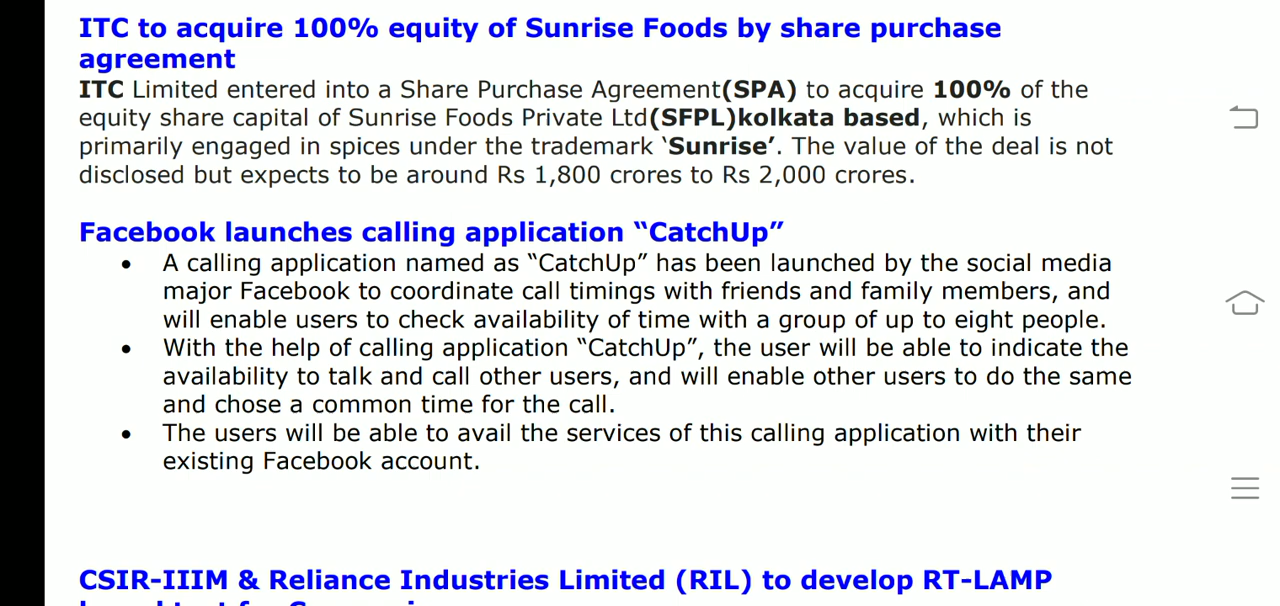 ITC to acquire 100% equity of Sunrise Foods by share purchase
agreement
ITC Limited entered into a Share Purchase Agreement(SPA) to acquire 100% of the
equity share capital of Sunrise Foods Private Ltd(SFPL)kolkata based, which is
primarily engaged in spices under the trademark ‘Sunrise’. The value of the deal is not
disclosed but expects to be around Rs 1,800 crores to Rs 2,000 crores.
Facebook launches calling application “CatchUp”
• A calling application named as “CatchUp” has been launched by the social media
major Facebook to coordinate call timings with friends and family members, and
will enable users to check availability of time with a group of up to eight people.
• With the help of calling application “CatchUp”, the user will be able to indicate the
availability to talk and call other users, and will enable other users to do the same
and chose a common time for the call.
• The users will be able to avail the services of this calling application with their
existing Facebook account.
CSIR-IIIM & Reliance Industries Limited (RIL) to develop RT-LAMP